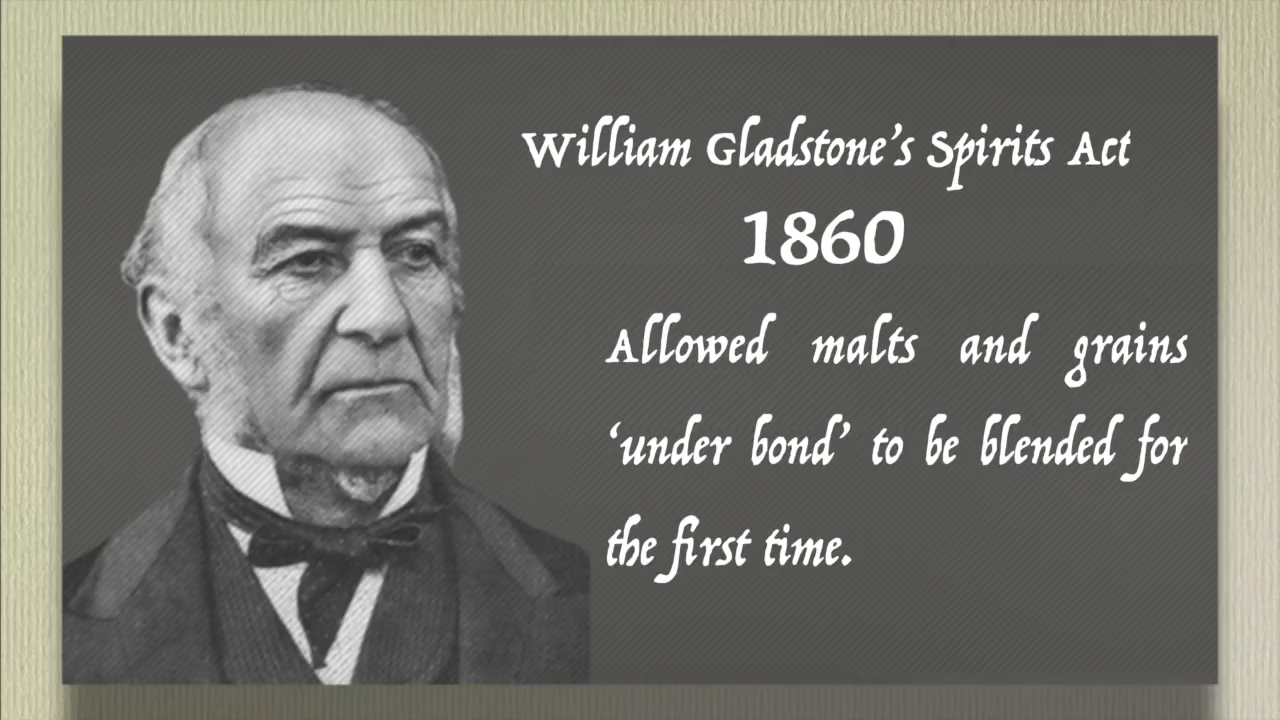 William Gladstone’s Spirits Act
1860
Allowed malts and grains
‘under bond’ to be blended for
the first time.